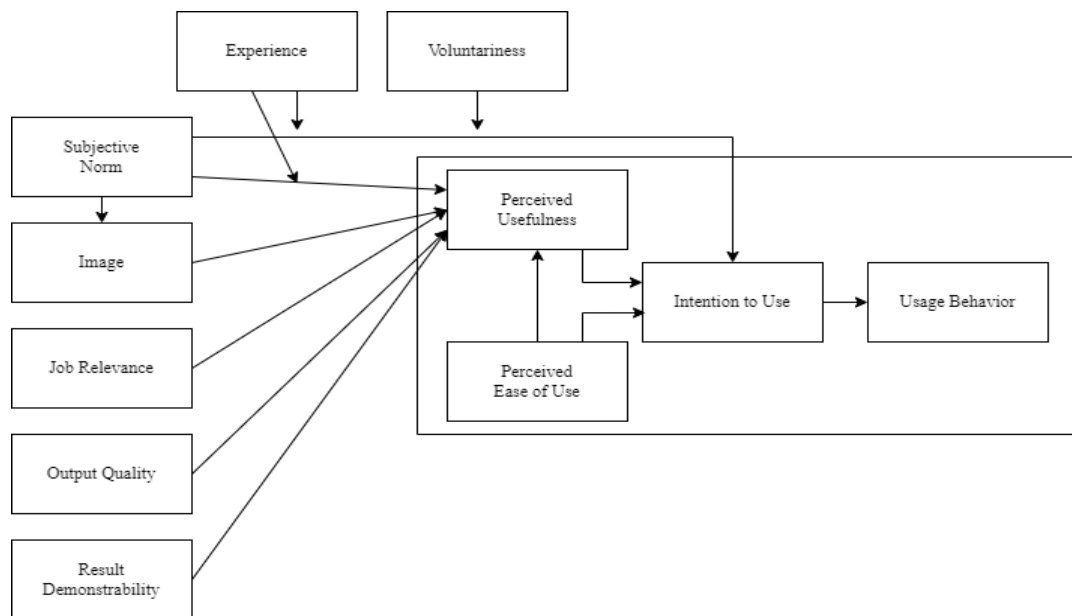 Experience
Voluntariness
Subjective
Norm
Perceived
Usefulness
Image
Intention to Use
Usage Behavior
Job Relevance
Perceived
Ease of Use
Output Quality
Result
Demonstrability